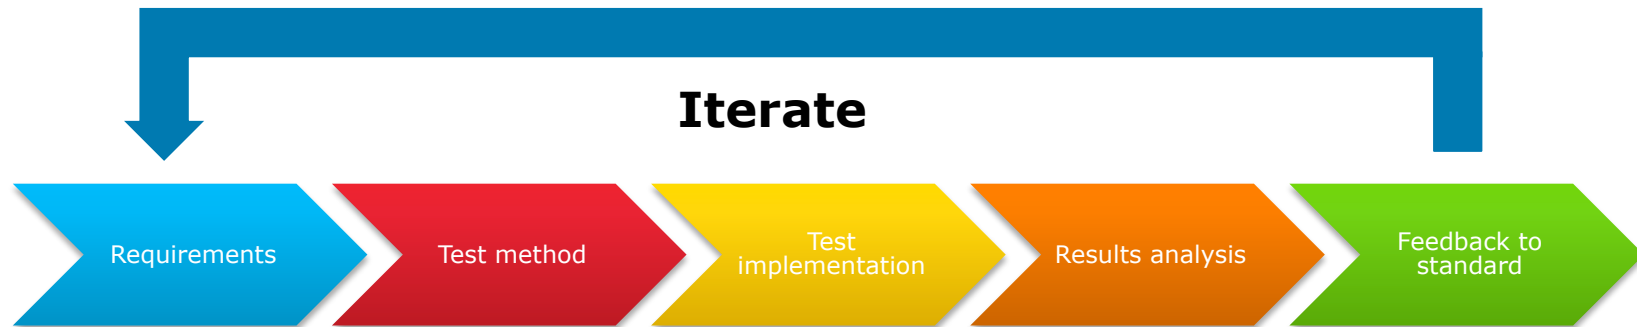 Iterate
Requirements
Test method
Test
implementation
Results analysis
Feedback to
standard